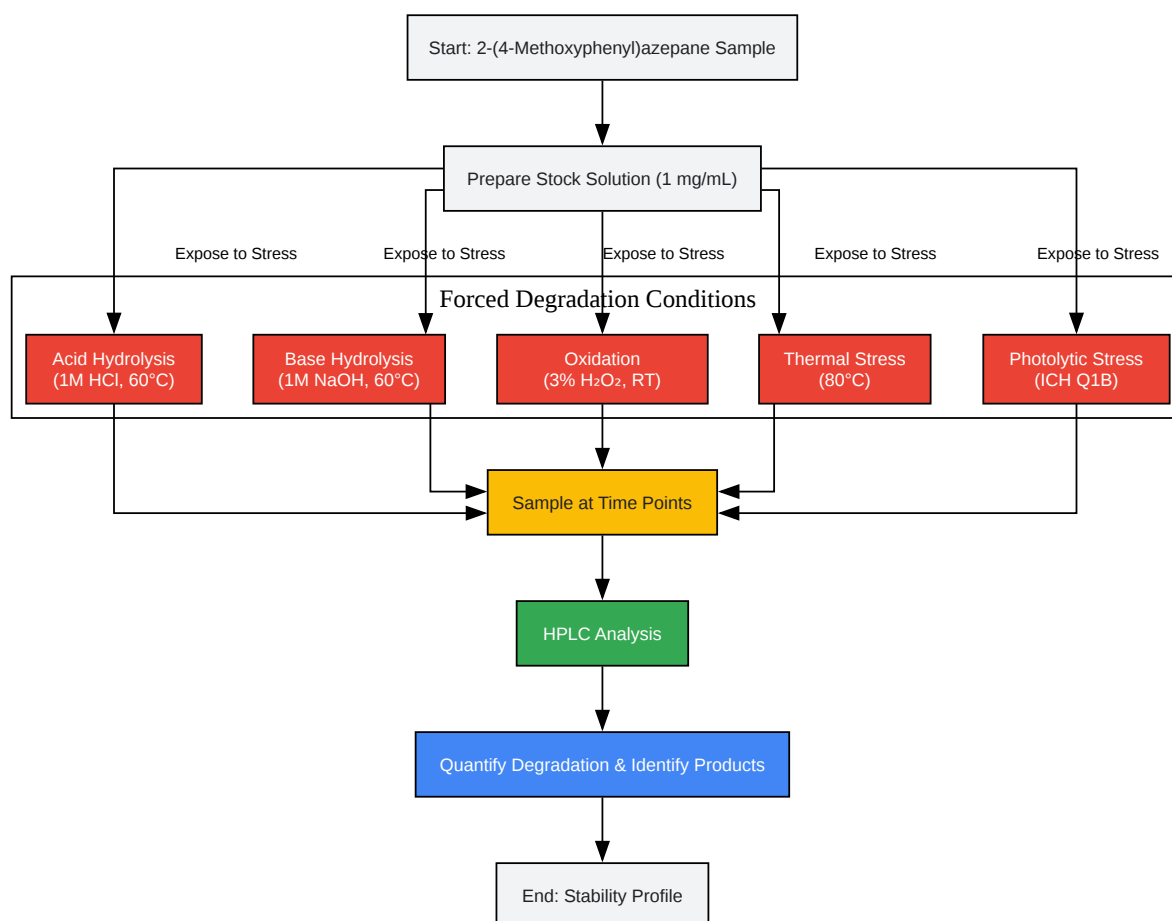 Start: 2-(4-Methoxyphenyl)azepane Sample
Prepare Stock Solution (1 mg/mL)
Expose to Stress
Expose to Stress
Expose to Stress
Expose to Stress
Expose to Stress
Forced Degradation Conditions
Acid Hydrolysis
(1M HCl, 60°C)
Base Hydrolysis
(1M NaOH, 60°C)
Oxidation
(3% H₂O₂, RT)
Thermal Stress
(80°C)
Photolytic Stress
(ICH Q1B)
Sample at Time Points
HPLC Analysis
Quantify Degradation & Identify Products
End: Stability Profile